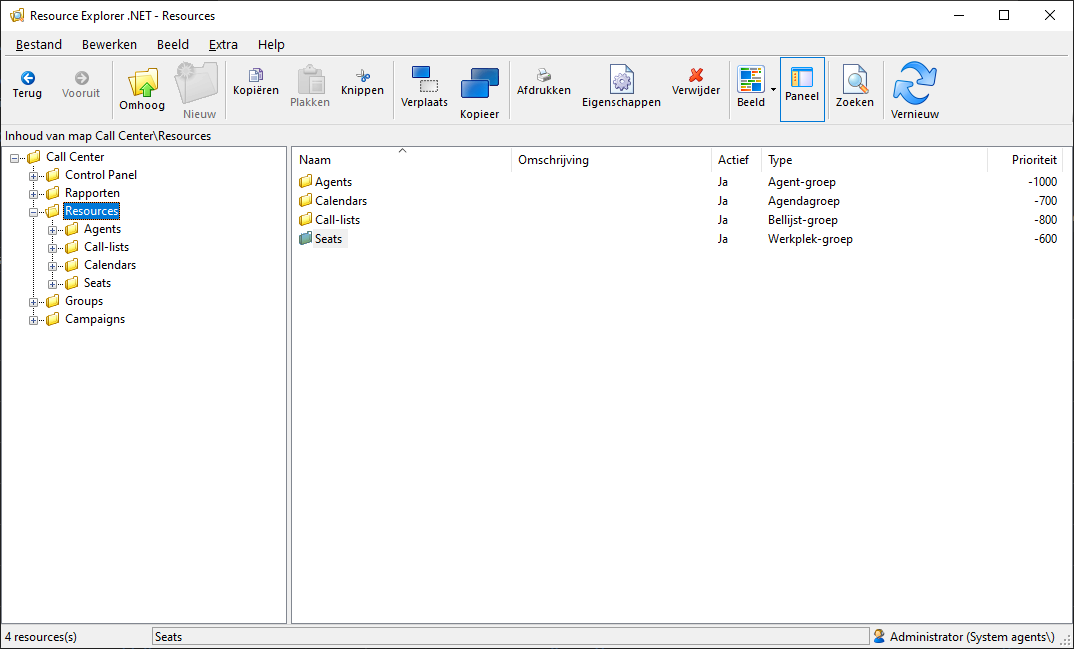 Resource Explorer .NET - Resources
Bestand Bewerken Beeld Extra Help
Terug Vooruit Omhoog Nieuw Kopiëren Plakken Knippen Verplaats Kopieer Afdrukken Eigenschappen Verwijder Beeld Paneel Zoeken Vernieuw
Inhoud van map Call Center\Resources
Call Center
Control Panel
Rapporten
Resources
Agents
Call-lists
Calendars
Seats
Groups
Campaigns
Naam Omschrijving Actief Type Prioriteit
Agents Ja Agent-groep -1000
Calendars Ja Agendagroep -700
Call-lists Ja Bellijst-groep -800
Seats Ja Werkplek-groep -600
4 resources(s) Seats Administrator (System agents\)